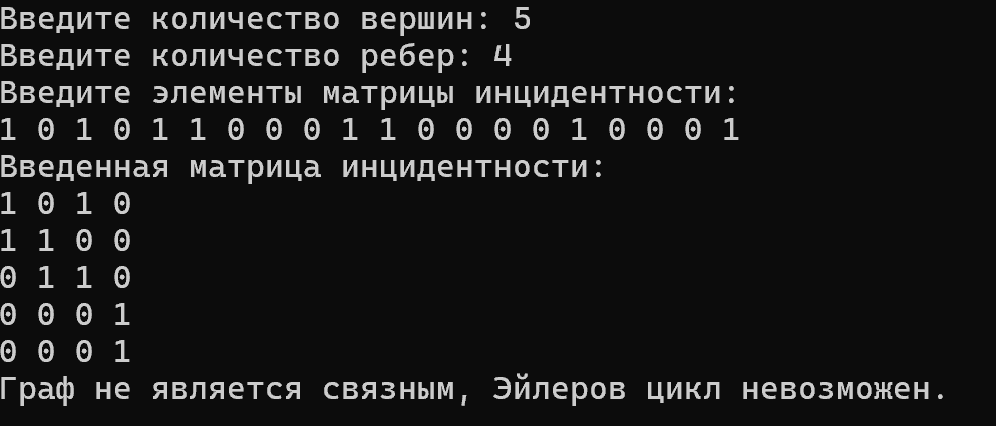 Введите количество вершин: 5
Введите количество ребер: 4
Введите элементы матрицы инцидентности:
1 0 1 0 1 1 0 0 0 1 1 0 0 0 0 1 0 0 0 1
Введенная матрица инцидентности:
1 0 1 0
1 1 0 0
0 1 1 0
0 0 0 1
0 0 0 1
Граф не является связным, Эйлеров цикл невозможен.